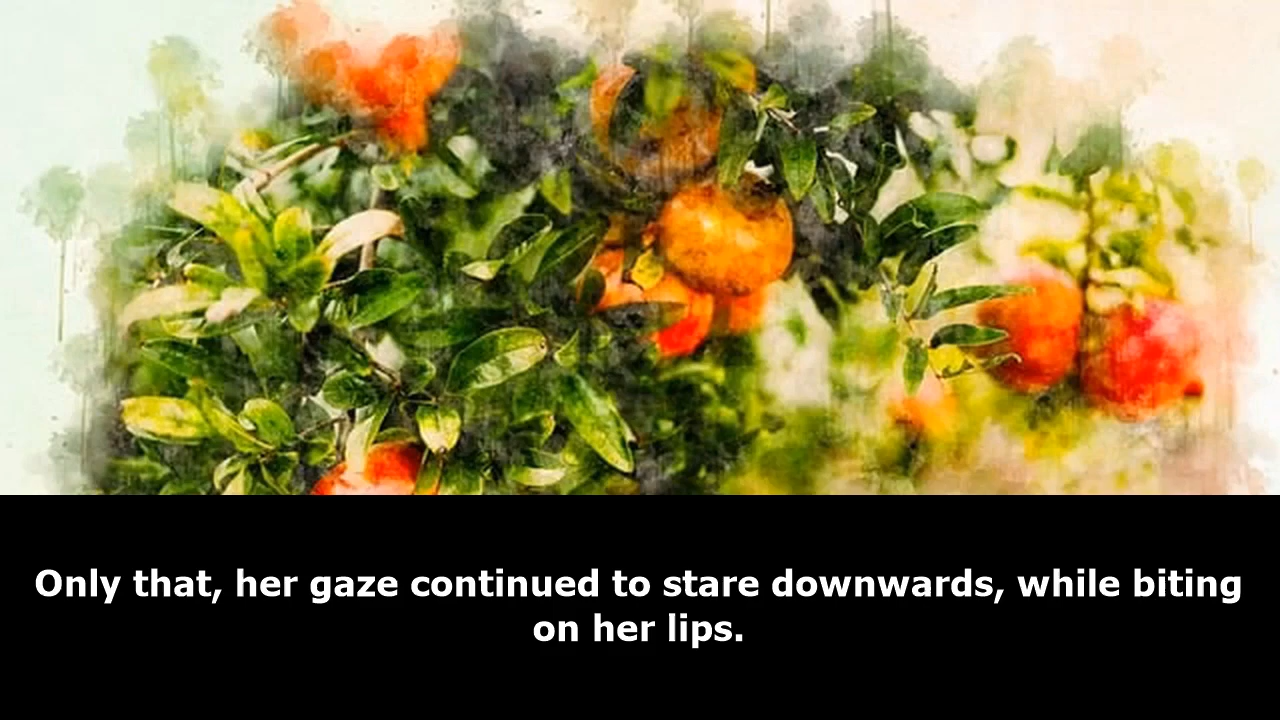 Only that, her gaze continued to stare downwards, while biting
on her lips.